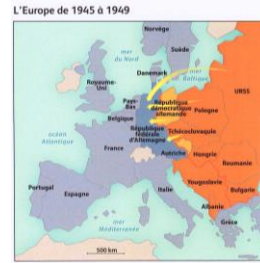 L'Europe de 1945 à 1949
Norvège
mer
du Nord
Suède
Danemark
mer
Baltique
Royaume-
Uni
Pays-
Bas
République
démocratique
allemande
URSS
Pologne
Belgique
République
fédérale
d'Allemagne
Tchécoslovaquie
océan
Atlantique
France
Autriche
Hongrie
Roumanie
Yougoslavie
Bulgarie
Portugal
Espagne
Italie
Albanie
mer
Méditerranée
Grèce
500 km